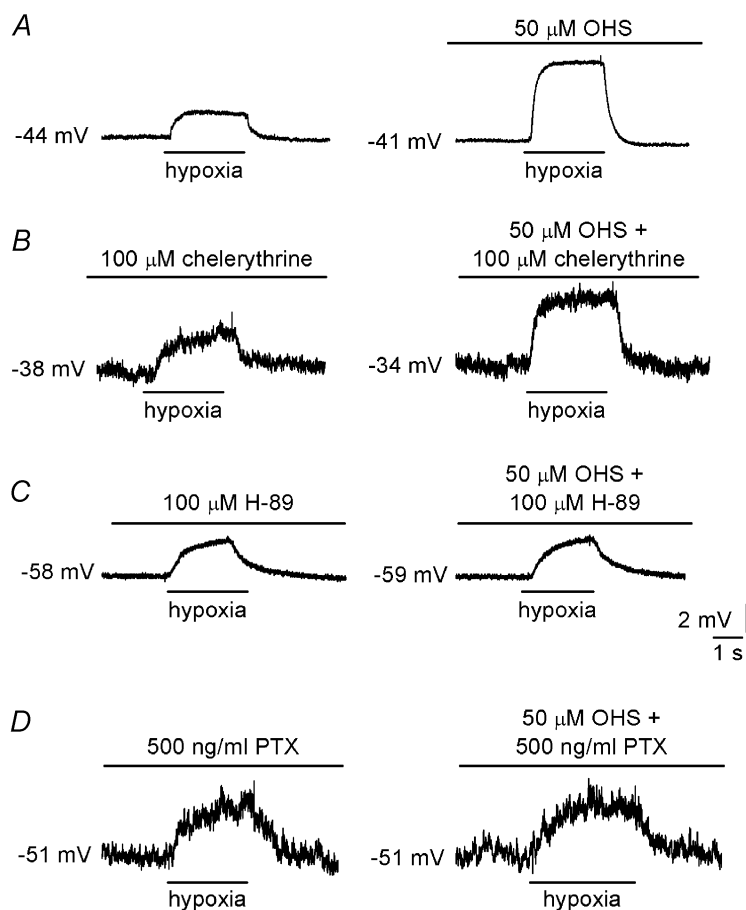 A
50 μM OHS
-44 mV
-41 mV
hypoxia
hypoxia
B
100 μM chelerythrine
50 μM OHS +
100 μM chelerythrine
-38 mV
-34 mV
hypoxia
hypoxia
C
100 μM H-89
50 μM OHS +
100 μM H-89
-58 mV
-59 mV
hypoxia
hypoxia
2 mV
1 s
D
500 ng/ml PTX
50 μM OHS +
500 ng/ml PTX
-51 mV
-51 mV
hypoxia
hypoxia